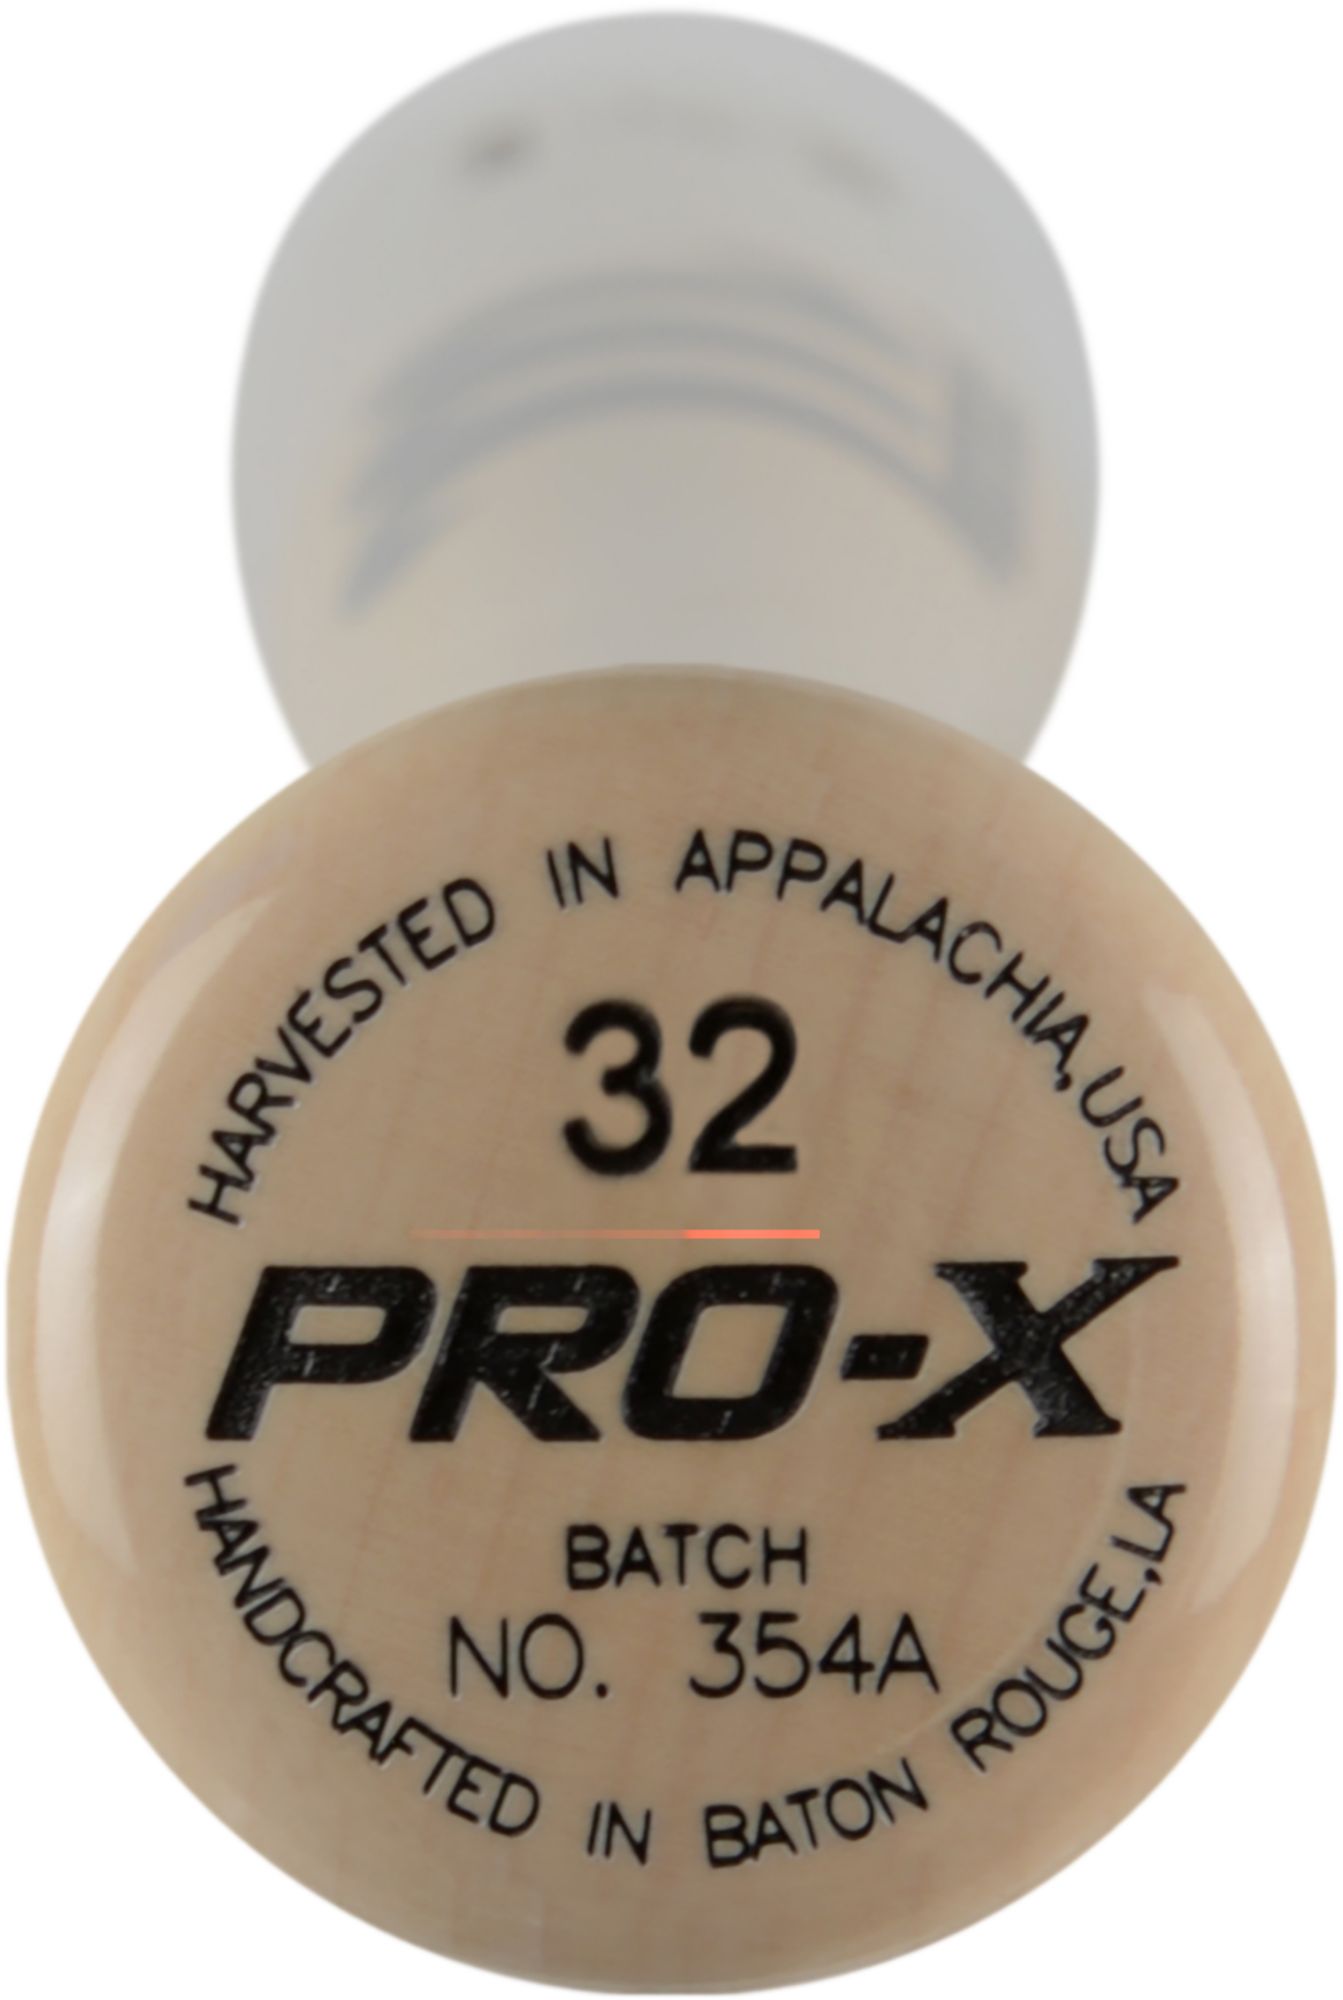 HARVESTED IN APPALACHIA, USA
32
PRO-X
BATCH
NO. 354A
HANDCRAFTED IN BATON ROUGE, LA